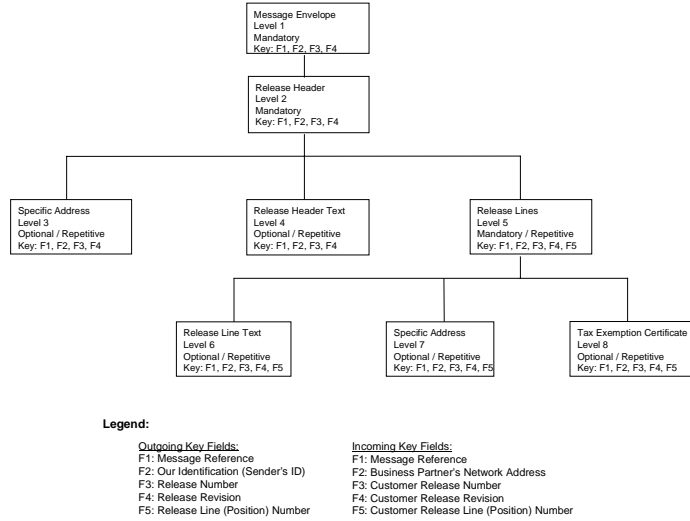 Message Envelope
Level 1
Mandatory
Key: F1, F2, F3, F4
Release Header
Level 2
Mandatory
Key: F1, F2, F3, F4
Specific Address
Level 3
Optional / Repetitive
Key: F1, F2, F3, F4
Release Header Text
Level 4
Optional / Repetitive
Key: F1, F2, F3, F4
Release Lines
Level 5
Mandatory / Repetitive
Key: F1, F2, F3, F4, F5
Release Line Text
Level 6
Optional / Repetitive
Key: F1, F2, F3, F4, F5
Specific Address
Level 7
Optional / Repetitive
Key: F1, F2, F3, F4, F5
Tax Exemption Certificate
Level 8
Optional / Repetitive
Key: F1, F2, F3, F4, F5
Legend:
Outgoing Key Fields:
F1: Message Reference
F2: Our Identification (Sender's ID)
F3: Release Number
F4: Release Revision
F5: Release Line (Position) Number
Incoming Key Fields:
F1: Message Reference
F2: Business Partner's Network Address
F3: Customer Release Number
F4: Customer Release Revision
F5: Customer Release Line (Position) Number